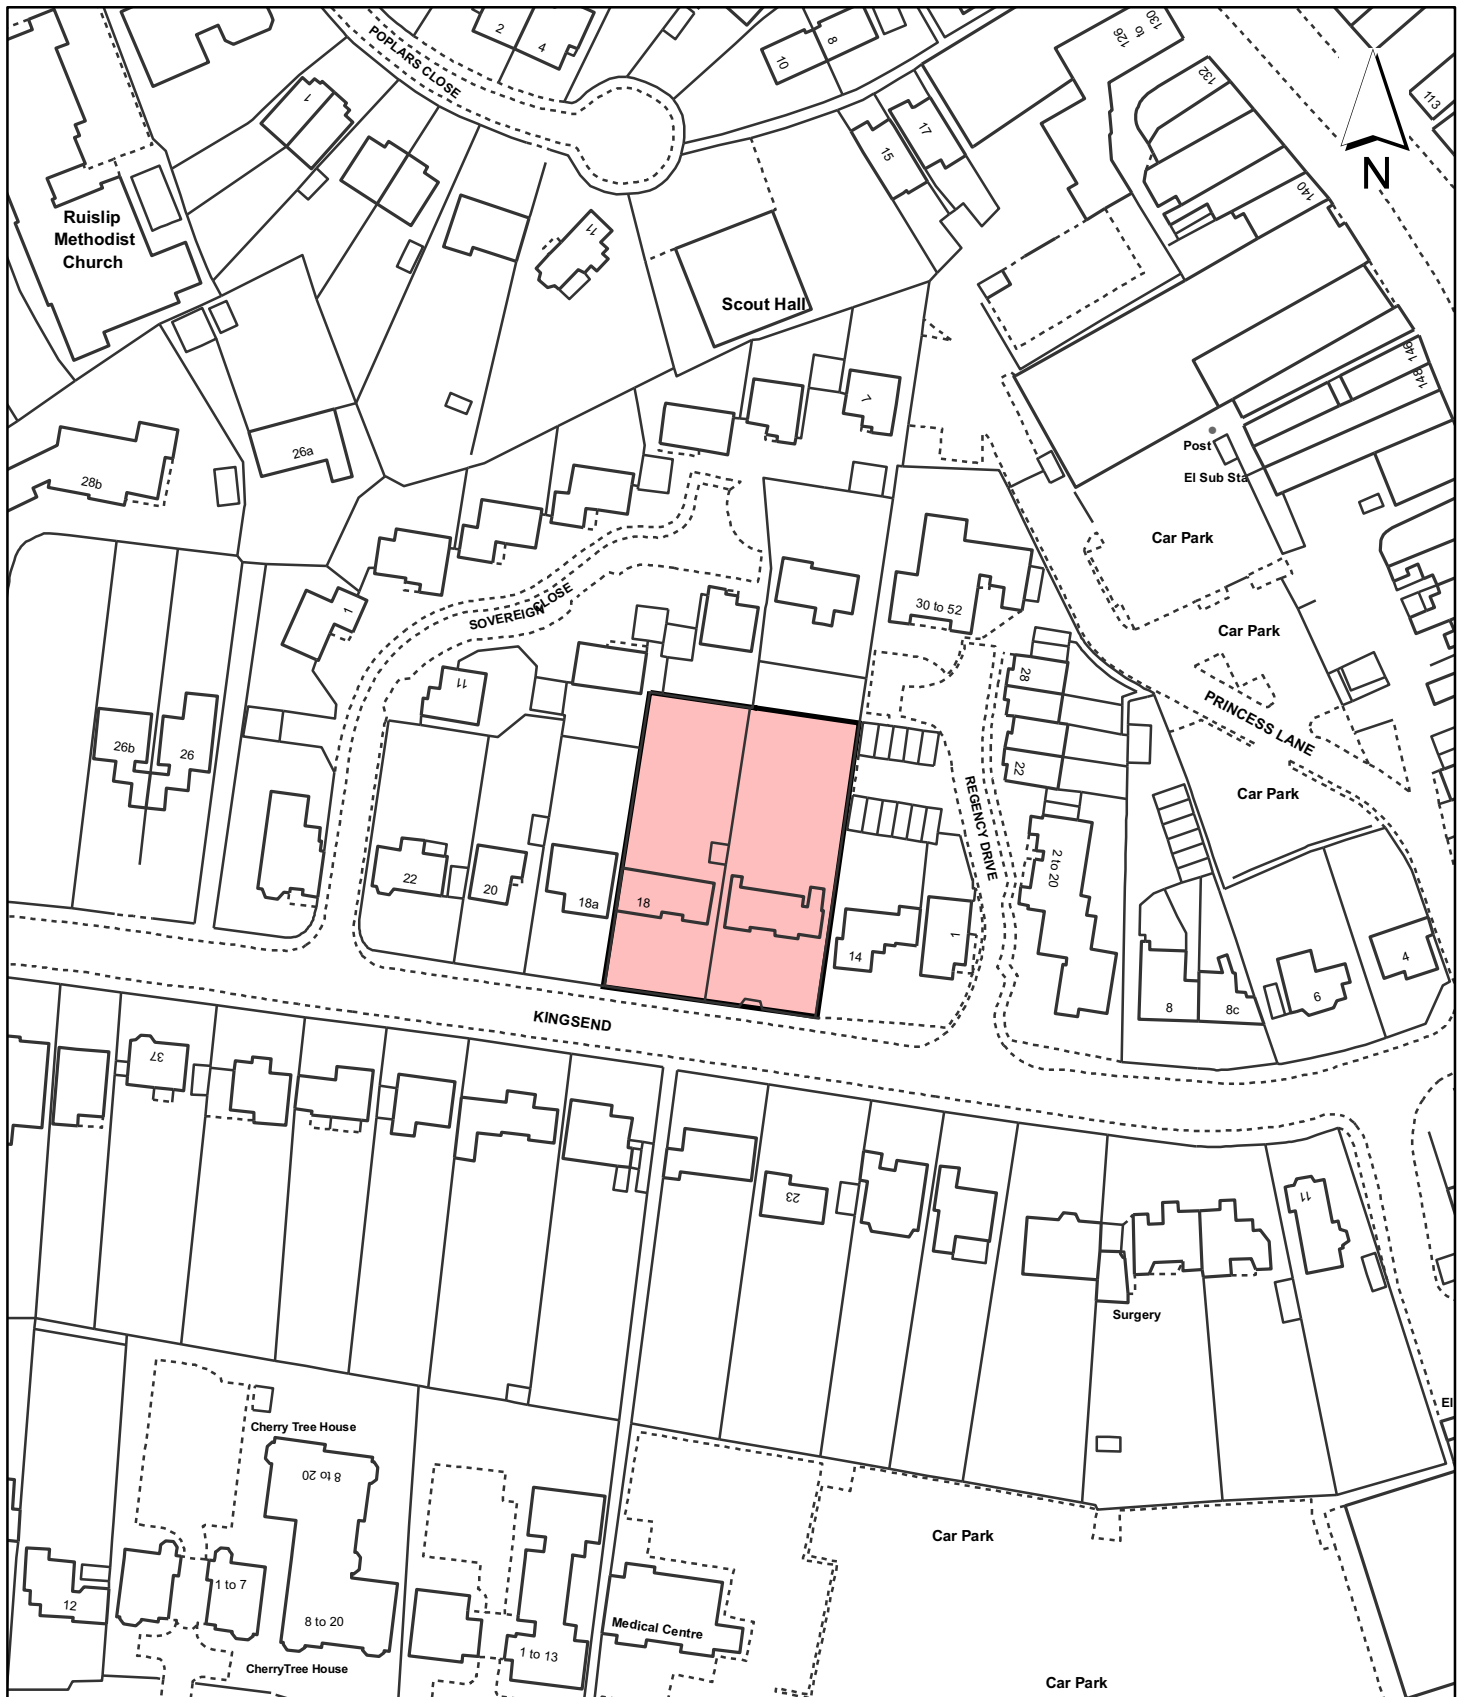 2
4
POPLARS CLOSE
8
10
130
to
126
132
113
N
1
17
15
140
Ruislip
Methodist
Church
11
Scout Hall
146
148
7
Post
El Sub Sta
28b
26a
Car Park
SOVEREIGN
CLOSE
1
30 to 52
Car Park
28
PRINCESS LANE
11
26b
26
22
Car Park
REGENCY DRIVE
22
20
18a
18
2 to 20
14
1
8
8c
6
4
KINGSEND
37
23
11
Surgery
El
Cherry Tree House
8 to 20
Car Park
12
1 to 7
8 to 20
1 to 13
Medical Centre
CherryTree House
Car Park